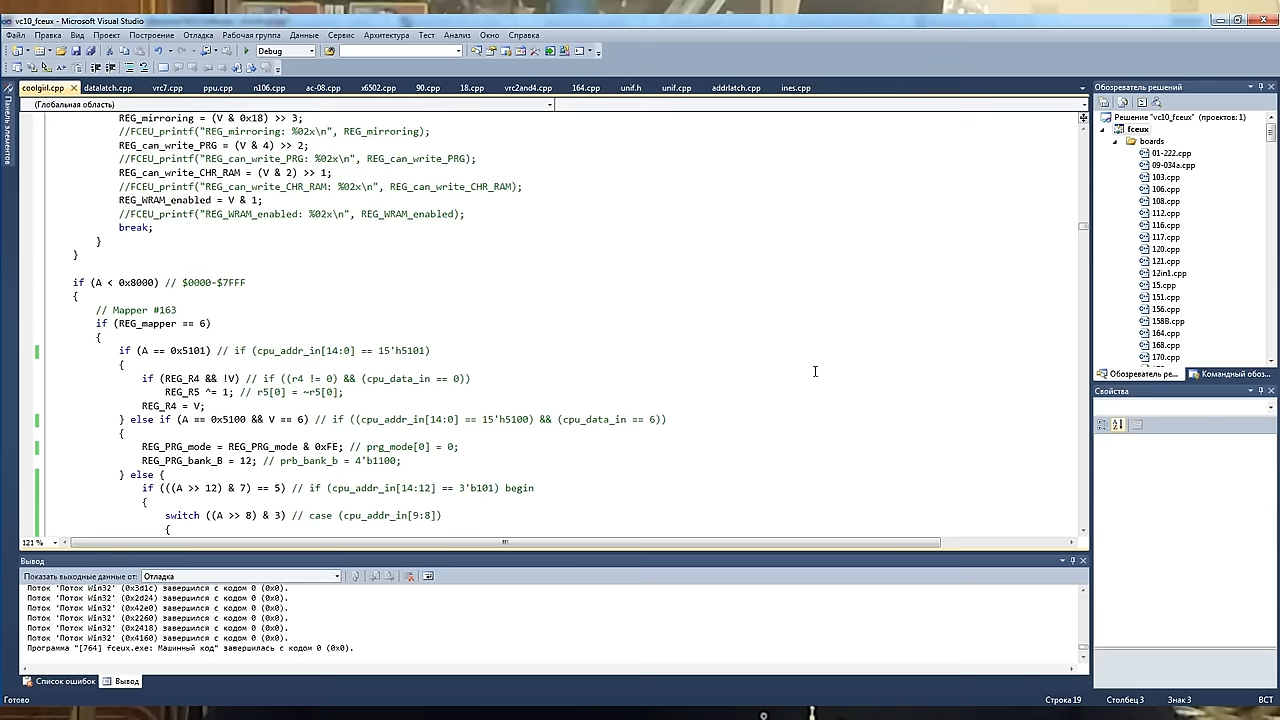 vc10_fceux - Microsoft Visual Studio
Файл Правка Вид Проект Построение Отладка Рабочая группа Данные Сервис Архитектура Тест Анализ Окно Справка
Debug
coolgirl.cpp datalatch.cpp vrc7.cpp ppu.cpp n106.cpp ac-08.cpp x6502.cpp 90.cpp 18.cpp vrc2and4.cpp 164.cpp unif.h unif.cpp addrlatch.cpp ines.cpp
(Глобальная область)
REG_mirroring = (V & 0x18) >> 3;
//FCEU_printf("REG_mirroring: %02x\n", REG_mirroring);
REG_can_write_PRG = (V & 4) >> 2;
//FCEU_printf("REG_can_write_PRG: %02x\n", REG_can_write_PRG);
REG_can_write_CHR_RAM = (V & 2) >> 1;
//FCEU_printf("REG_can_write_CHR_RAM: %02x\n", REG_can_write_CHR_RAM);
REG_WRAM_enabled = V & 1;
//FCEU_printf("REG_WRAM_enabled: %02x\n", REG_WRAM_enabled);
break;
}
}
if (A < 0x8000) // $0000-$7FFF
{
// Mapper #163
if (REG_mapper == 6)
{
if (A == 0x5101) // if (cpu_addr_in[14:0] == 15'h5101)
{
if (REG_R4 && !V) // if ((r4 != 0) && (cpu_data_in == 0))
REG_R5 ^= 1; // r5[0] = ~r5[0];
REG_R4 = V;
} else if (A == 0x5100 && V == 6) // if ((cpu_addr_in[14:0] == 15'h5100) && (cpu_data_in == 6))
{
REG_PRG_mode = REG_PRG_mode & 0xFE; // prg_mode[0] = 0;
REG_PRG_bank_B = 12; // prb_bank_b = 4'b1100;
} else {
if (((A >> 12) & 7) == 5) // if (cpu_addr_in[14:12] == 3'b101) begin
{
switch ((A >> 8) & 3) // case (cpu_addr_in[9:8])
{
121 %
Панель элементов
Вывод
Показать выходные данные от: Отладка
Поток 'Поток Win32' (0x3d1c) завершился с кодом 0 (0x0).
Поток 'Поток Win32' (0x2d24) завершился с кодом 0 (0x0).
Поток 'Поток Win32' (0x42e0) завершился с кодом 0 (0x0).
Поток 'Поток Win32' (0x2260) завершился с кодом 0 (0x0).
Поток 'Поток Win32' (0x2418) завершился с кодом 0 (0x0).
Поток 'Поток Win32' (0x4160) завершился с кодом 0 (0x0).
Программа "[764] fceux.exe: Машинный код" завершилась с кодом 0 (0x0).
Список ошибок Вывод
Обозреватель решений
Решение "vc10_fceux" (проектов: 1)
fceux
boards
01-222.cpp
09-034a.cpp
103.cpp
106.cpp
108.cpp
112.cpp
116.cpp
117.cpp
120.cpp
121.cpp
12in1.cpp
15.cpp
151.cpp
156.cpp
158B.cpp
164.cpp
168.cpp
170.cpp
Обозреватель ре... Командный обоз...
Свойства
Готово Строка 19 Столбец 3 Знак 3 ВСТ